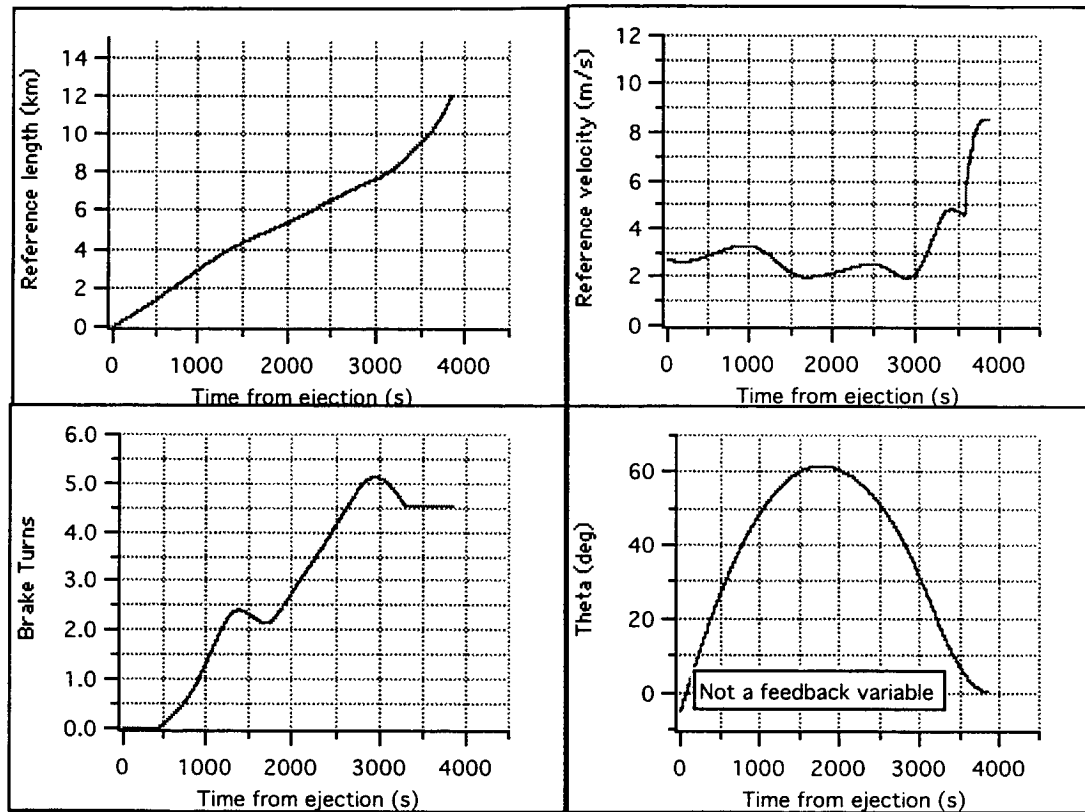 Reference length (km)
14
12
10
8
6
4
2
0
0 1000 2000 3000 4000
Time from ejection (s)
Reference velocity (m/s)
12
10
8
6
4
2
0
0 1000 2000 3000 4000
Time from ejection (s)
Brake Turns
6.0
5.0
4.0
3.0
2.0
1.0
0.0
0 1000 2000 3000 4000
Time from ejection (s)
Theta (deg)
60
40
20
0
Not a feedback variable
0 1000 2000 3000 4000
Time from ejection (s)